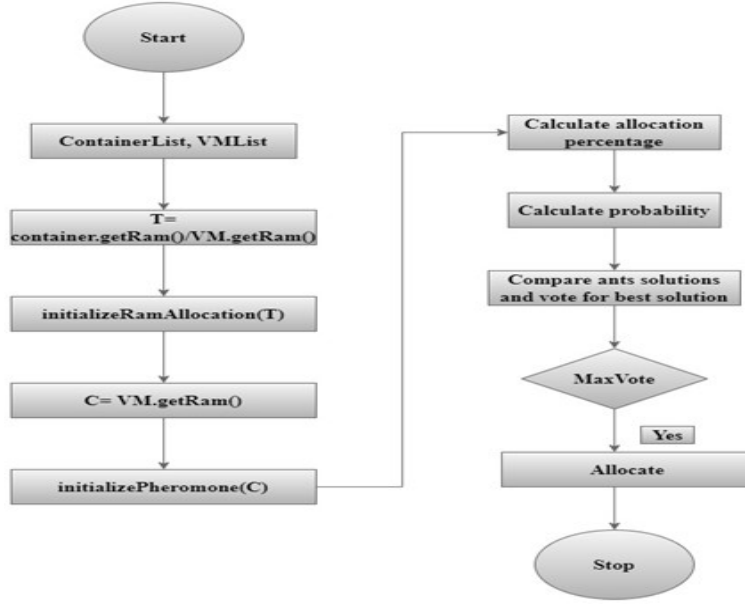 Start
ContainerList, VMList
T=
container.getRam()/VM.getRam()
initializeRamAllocation(T)
C= VM.getRam()
initializePheromone(C)
Calculate allocation
percentage
Calculate probability
Compare ants solutions
and vote for best solution
MaxVote
Yes
Allocate
Stop